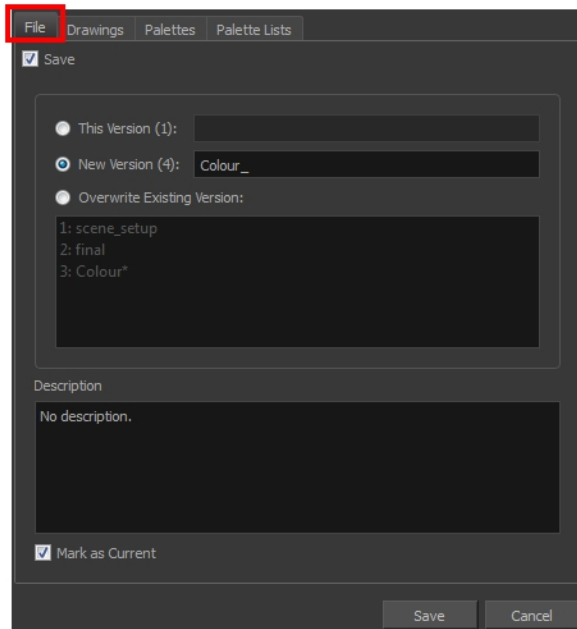 File Drawings Palettes Palette Lists
Save
This Version (1):
New Version (4): Colour_
Overwrite Existing Version:
1: scene_setup
2: final
3: Colour*
Description
No description.
Mark as Current
Save Cancel